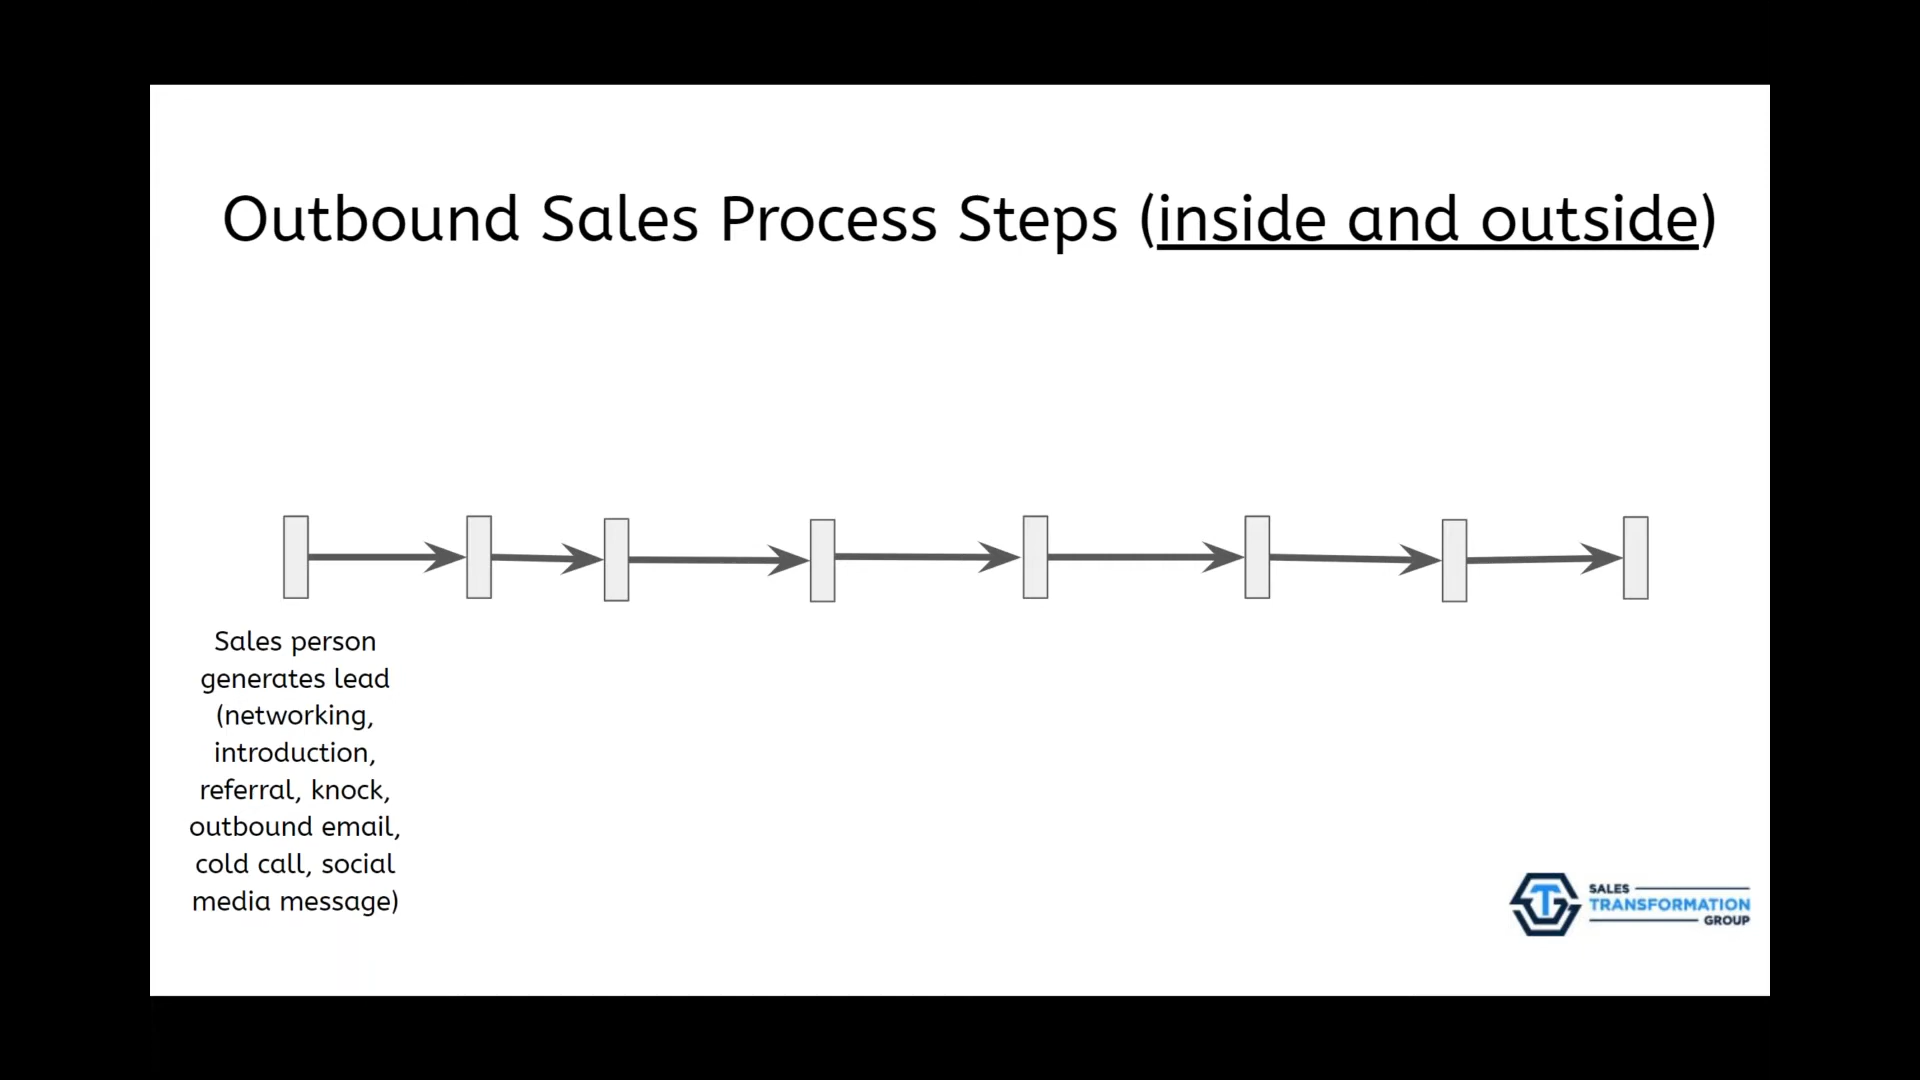 Outbound Sales Process Steps (inside and outside)
Sales person
generates lead
(networking,
introduction,
referral, knock,
outbound email,
cold call, social
media message)
SALES
TRANSFORMATION
GROUP